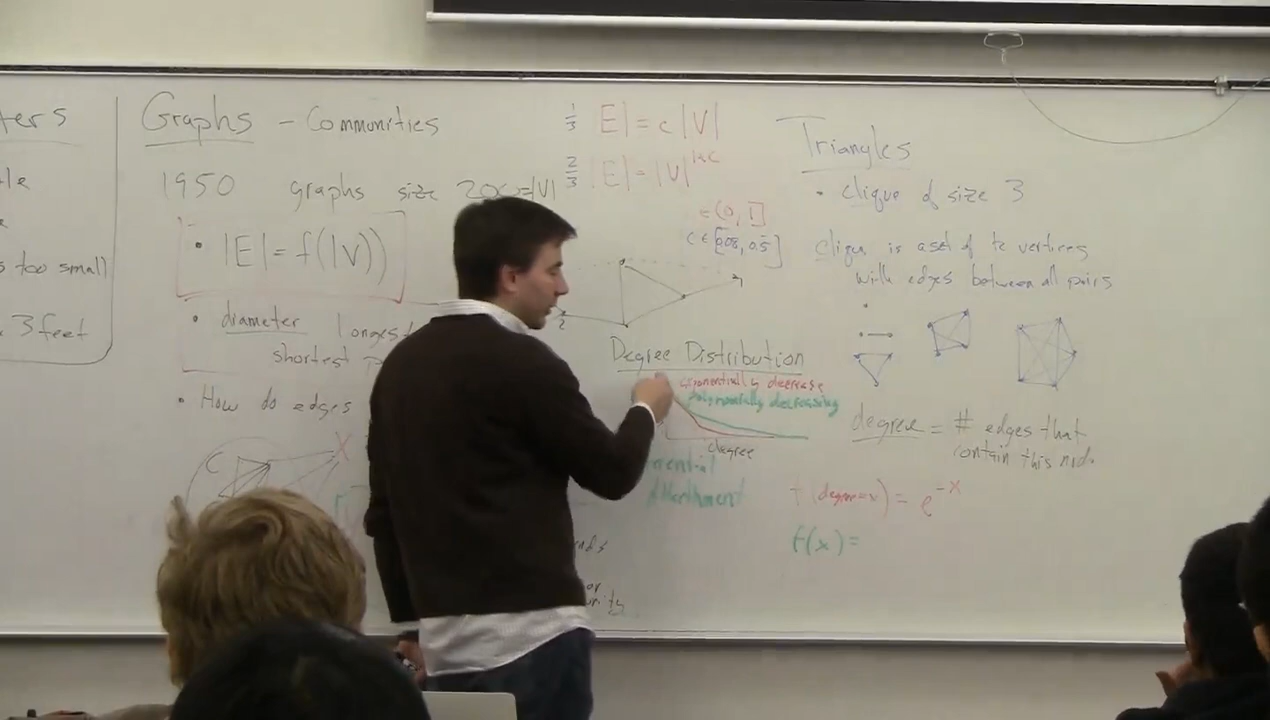 ters
s too small
3 feet
Graphs - Communities
1950 graphs size 200=|V|
• |E| = f(|V|)
• diameter longest
shortest
• How do edges
C
X
1/3 |E| = c|V|
2/3 |E| = |V|^1+c
∈ (0, 1]
c ∈ [0.08, 0.5]
Degree Distribution
exponentially decrease
polynomially decreasing
degree
erential
Attachment
Triangles
• Clique of size 3
Clique is a set of k vertices
with edges between all pairs
degree = # edges that
contain this node
f(degree=x) = e^-x
f(x) =